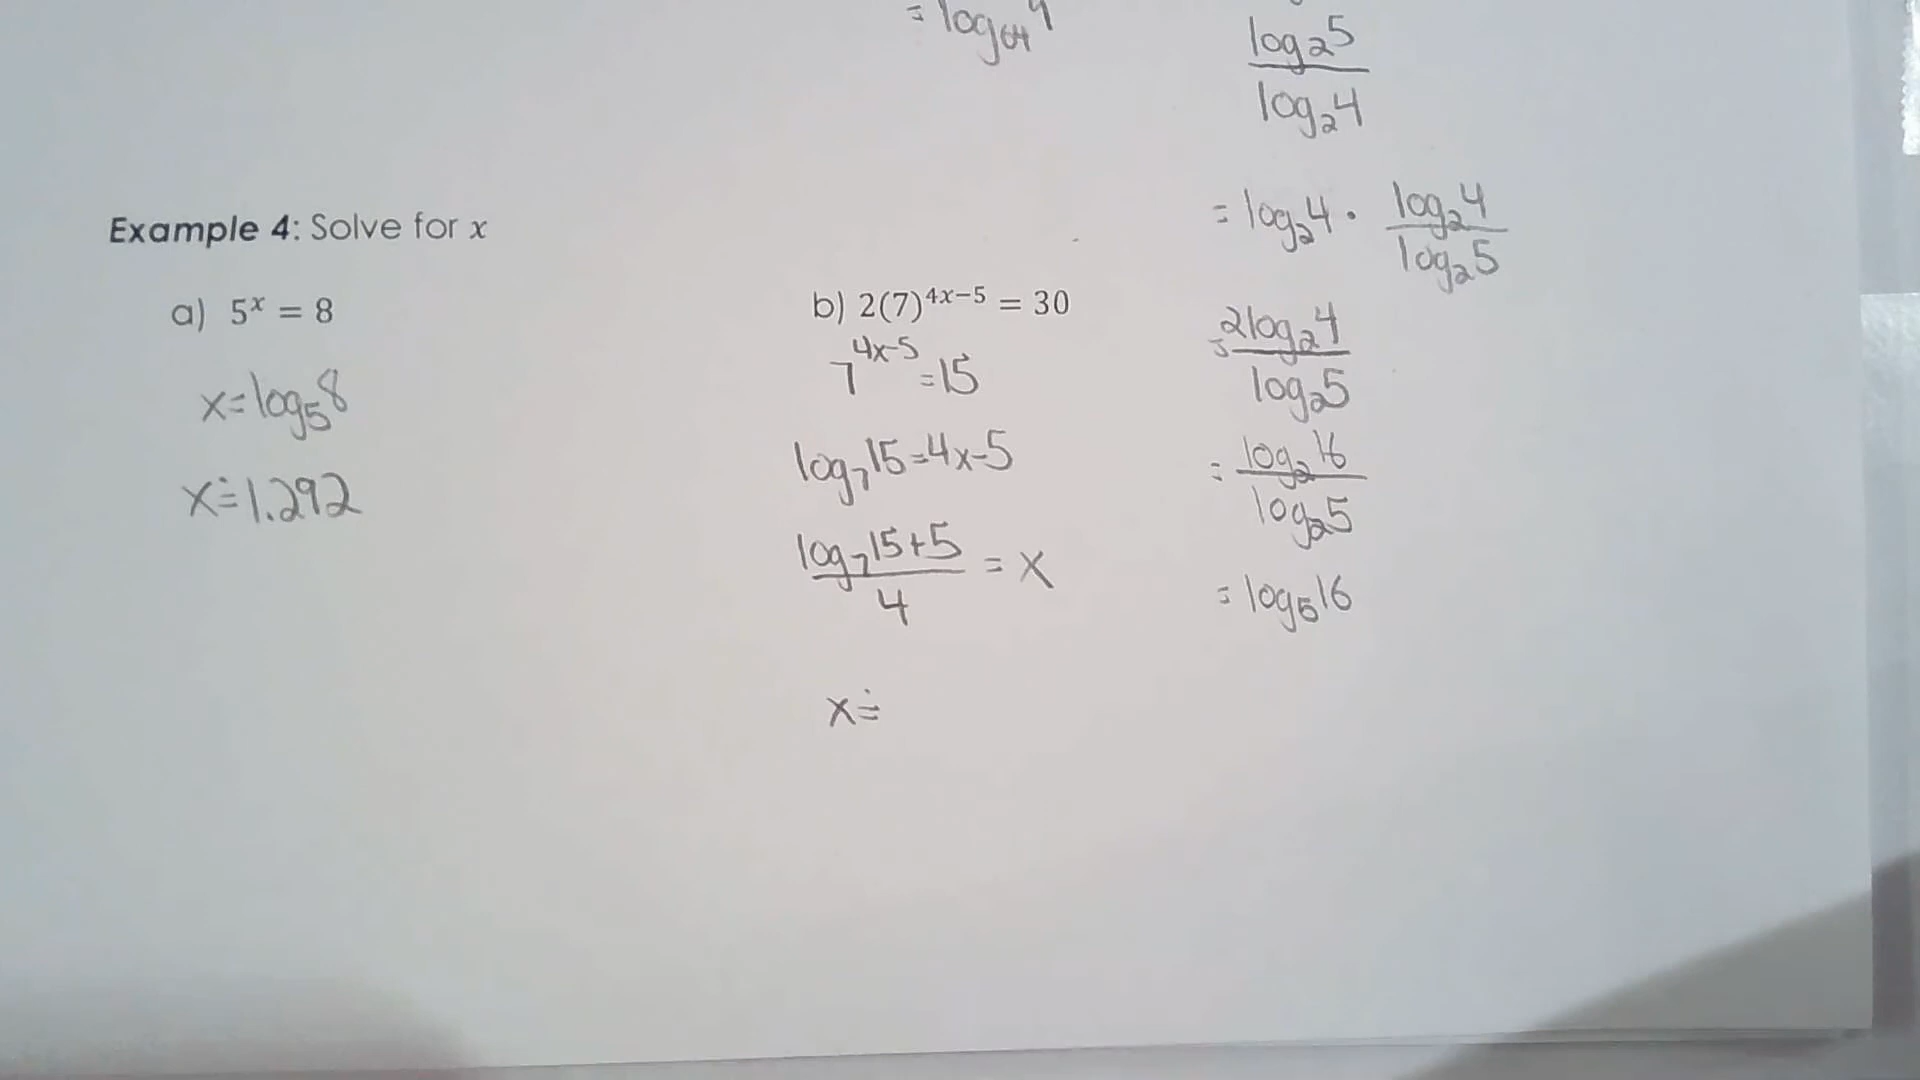 = log₆₄
log₂5
log₂4
= log₂4 · log₂4
log₂5
2log₂4
=
log₂5
= log₂16
log₂5
= log₅16
Example 4: Solve for x
a) 5ˣ = 8
x=log₅8
x≐1.292
b) 2(7)⁴ˣ⁻⁵ = 30
7⁴ˣ⁻⁵=15
log₇15=4x-5
log₇15+5 = x
4
x≐